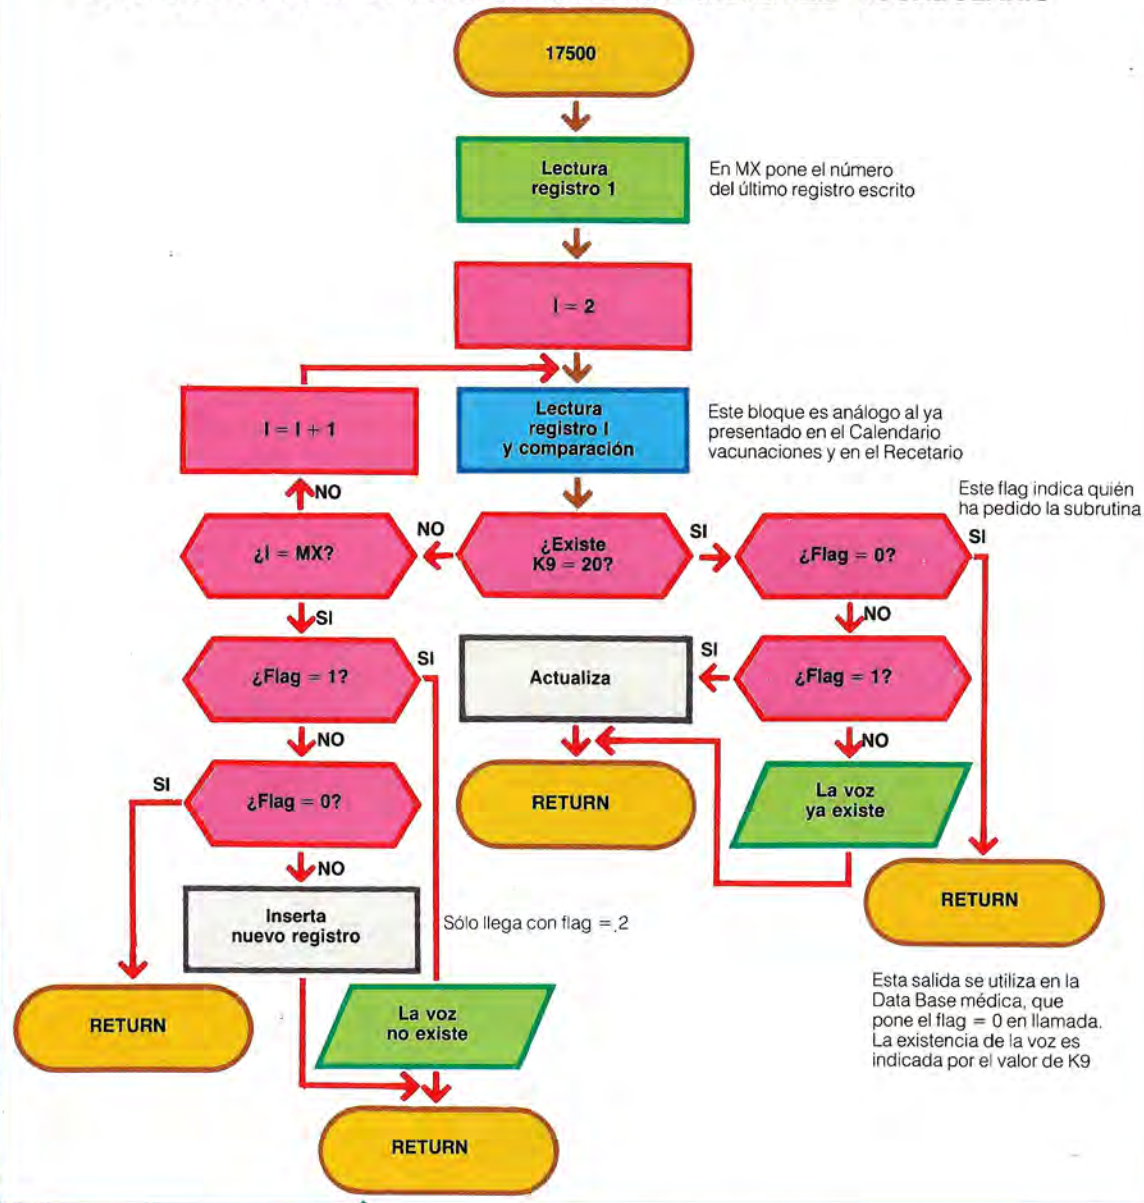 17500
Lectura
registro 1
En MX pone el número
del último registro escrito
I = 2
I = I + 1
Lectura
registro I
y comparación
Este bloque es análogo al ya
presentado en el Calendario
vacunaciones y en el Recetario
Este flag indica quién
ha pedido la subrutina
NO
¿I = MX?
NO
¿Existe
K9 = 20?
SI
¿Flag = 0?
SI
SI
NO
¿Flag = 1?
SI
Actualiza
SI
¿Flag = 1?
NO
NO
SI
¿Flag = 0?
RETURN
La voz
ya existe
NO
RETURN
Inserta
nuevo registro
Sólo llega con flag = 2
RETURN
La voz
no existe
Esta salida se utiliza en la
Data Base médica, que
pone el flag = 0 en llamada.
La existencia de la voz es
indicada por el valor de K9
RETURN